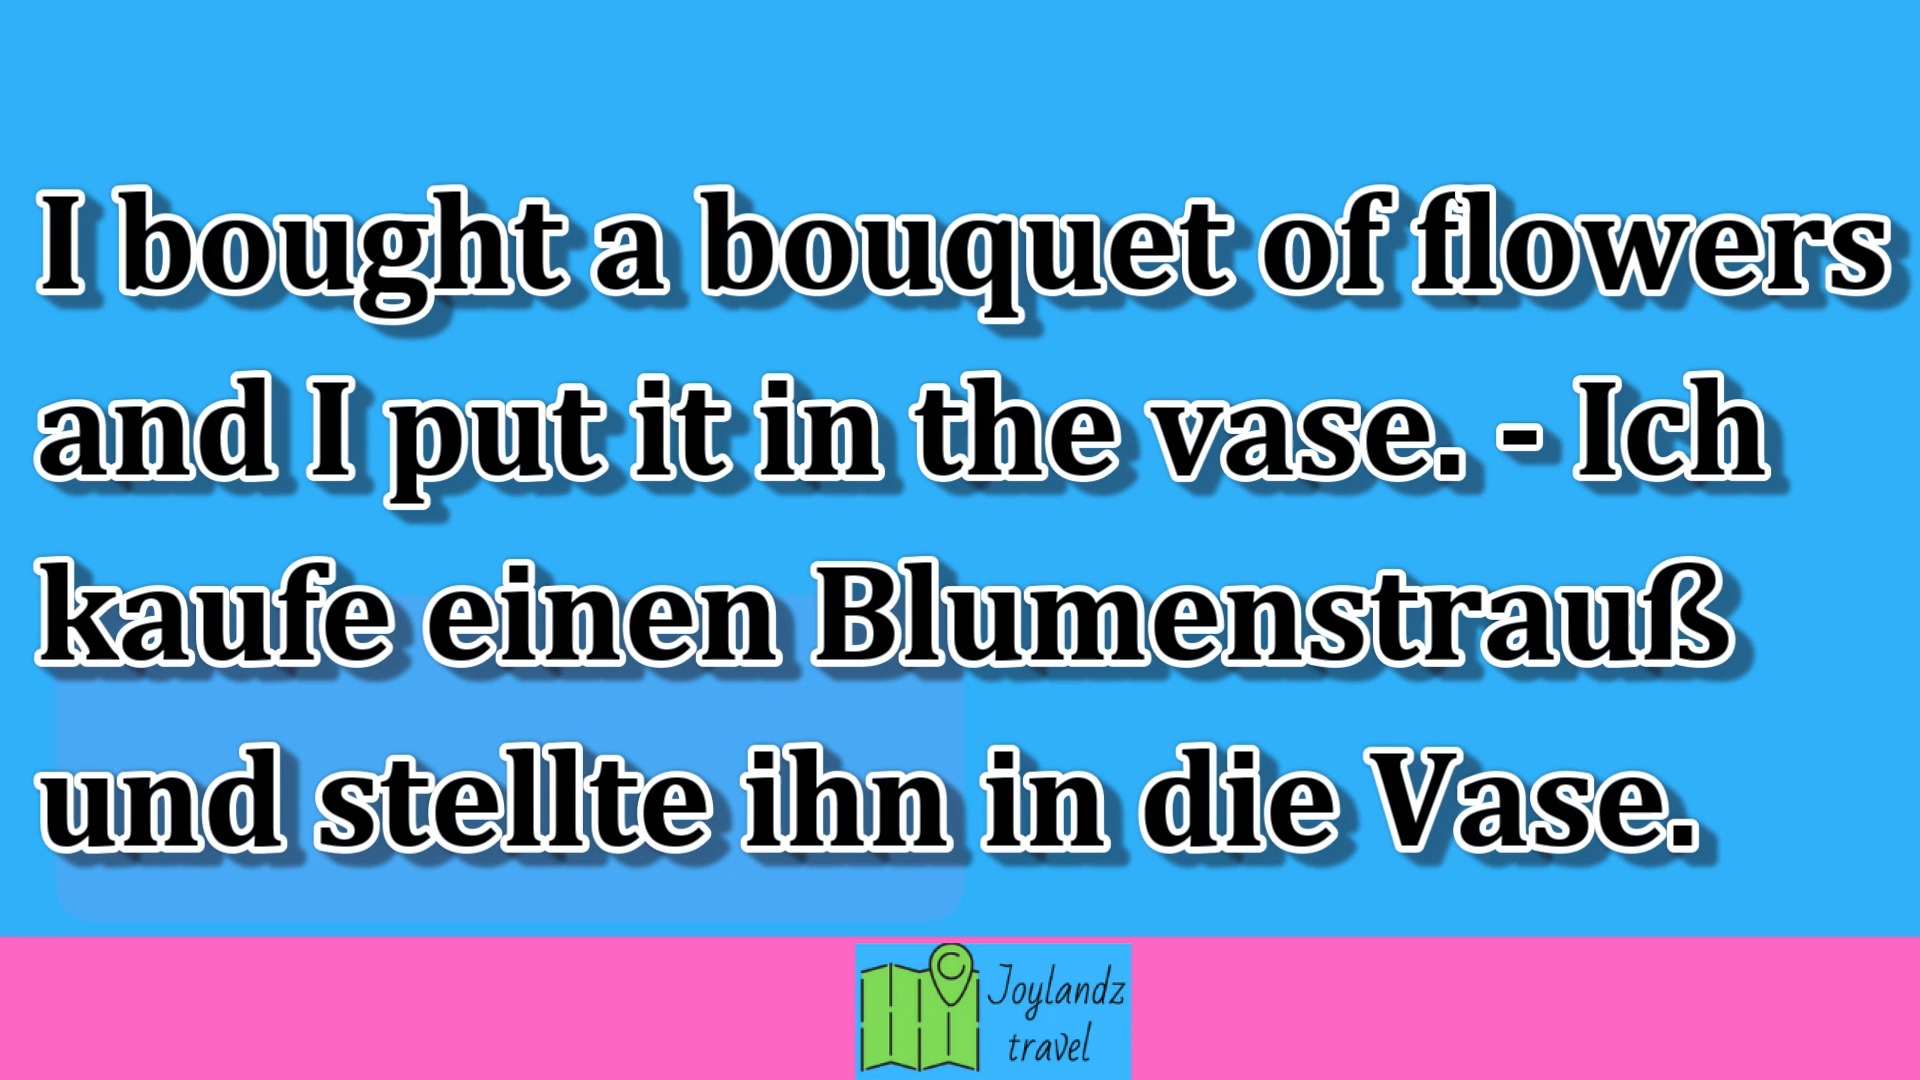 I bought a bouquet of flowers
and I put it in the vase. - Ich
kaufe einen Blumenstrauß
und stellte ihn in die Vase.
Joylandz
travel